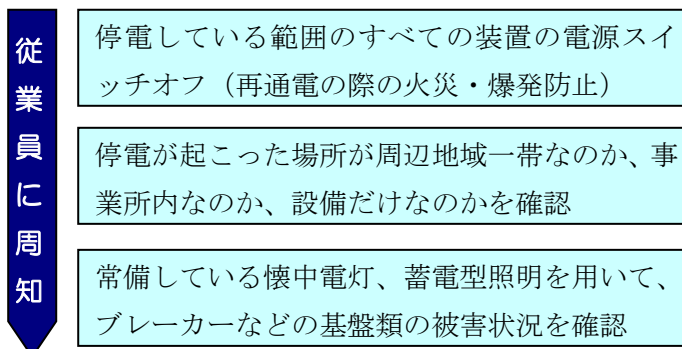 従業員に周知
停電している範囲のすべての装置の電源スイ
ッチオフ（再通電の際の火災・爆発防止）
停電が起こった場所が周辺地域一帯なのか、事
業所内なのか、設備だけなのかを確認
常備している懐中電灯、蓄電型照明を用いて、
ブレーカーなどの基盤類の被害状況を確認